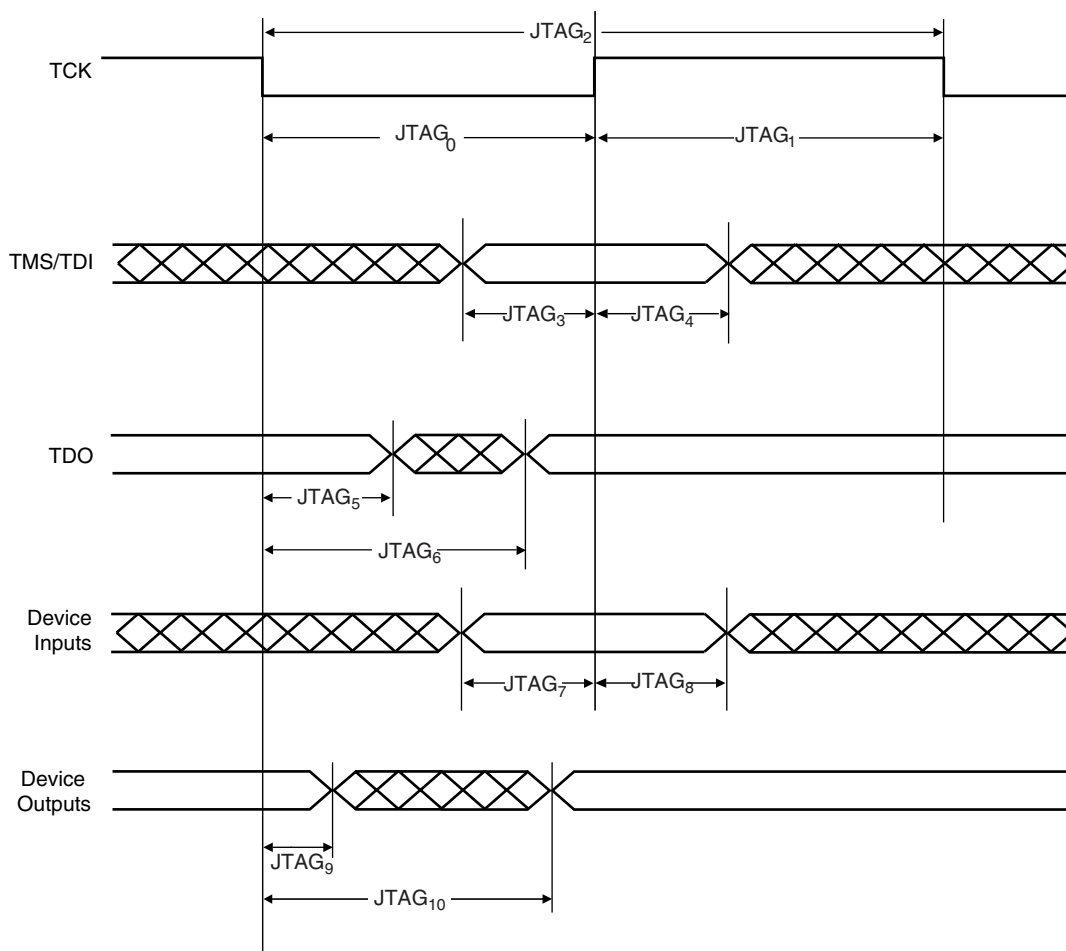 JTAG₂
TCK
JTAG₀
JTAG₁
TMS/TDI
JTAG₃
JTAG₄
TDO
JTAG₅
JTAG₆
Device
Inputs
JTAG₇
JTAG₈
Device
Outputs
JTAG₉
JTAG₁₀